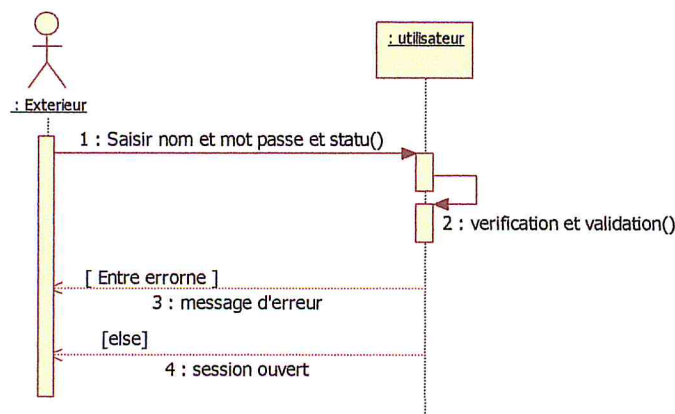 : utilisateur
: Exterieur
1 : Saisir nom et mot passe et statu()
2 : verification et validation()
[ Entre errorne ]
3 : message d'erreur
[else]
4 : session ouvert